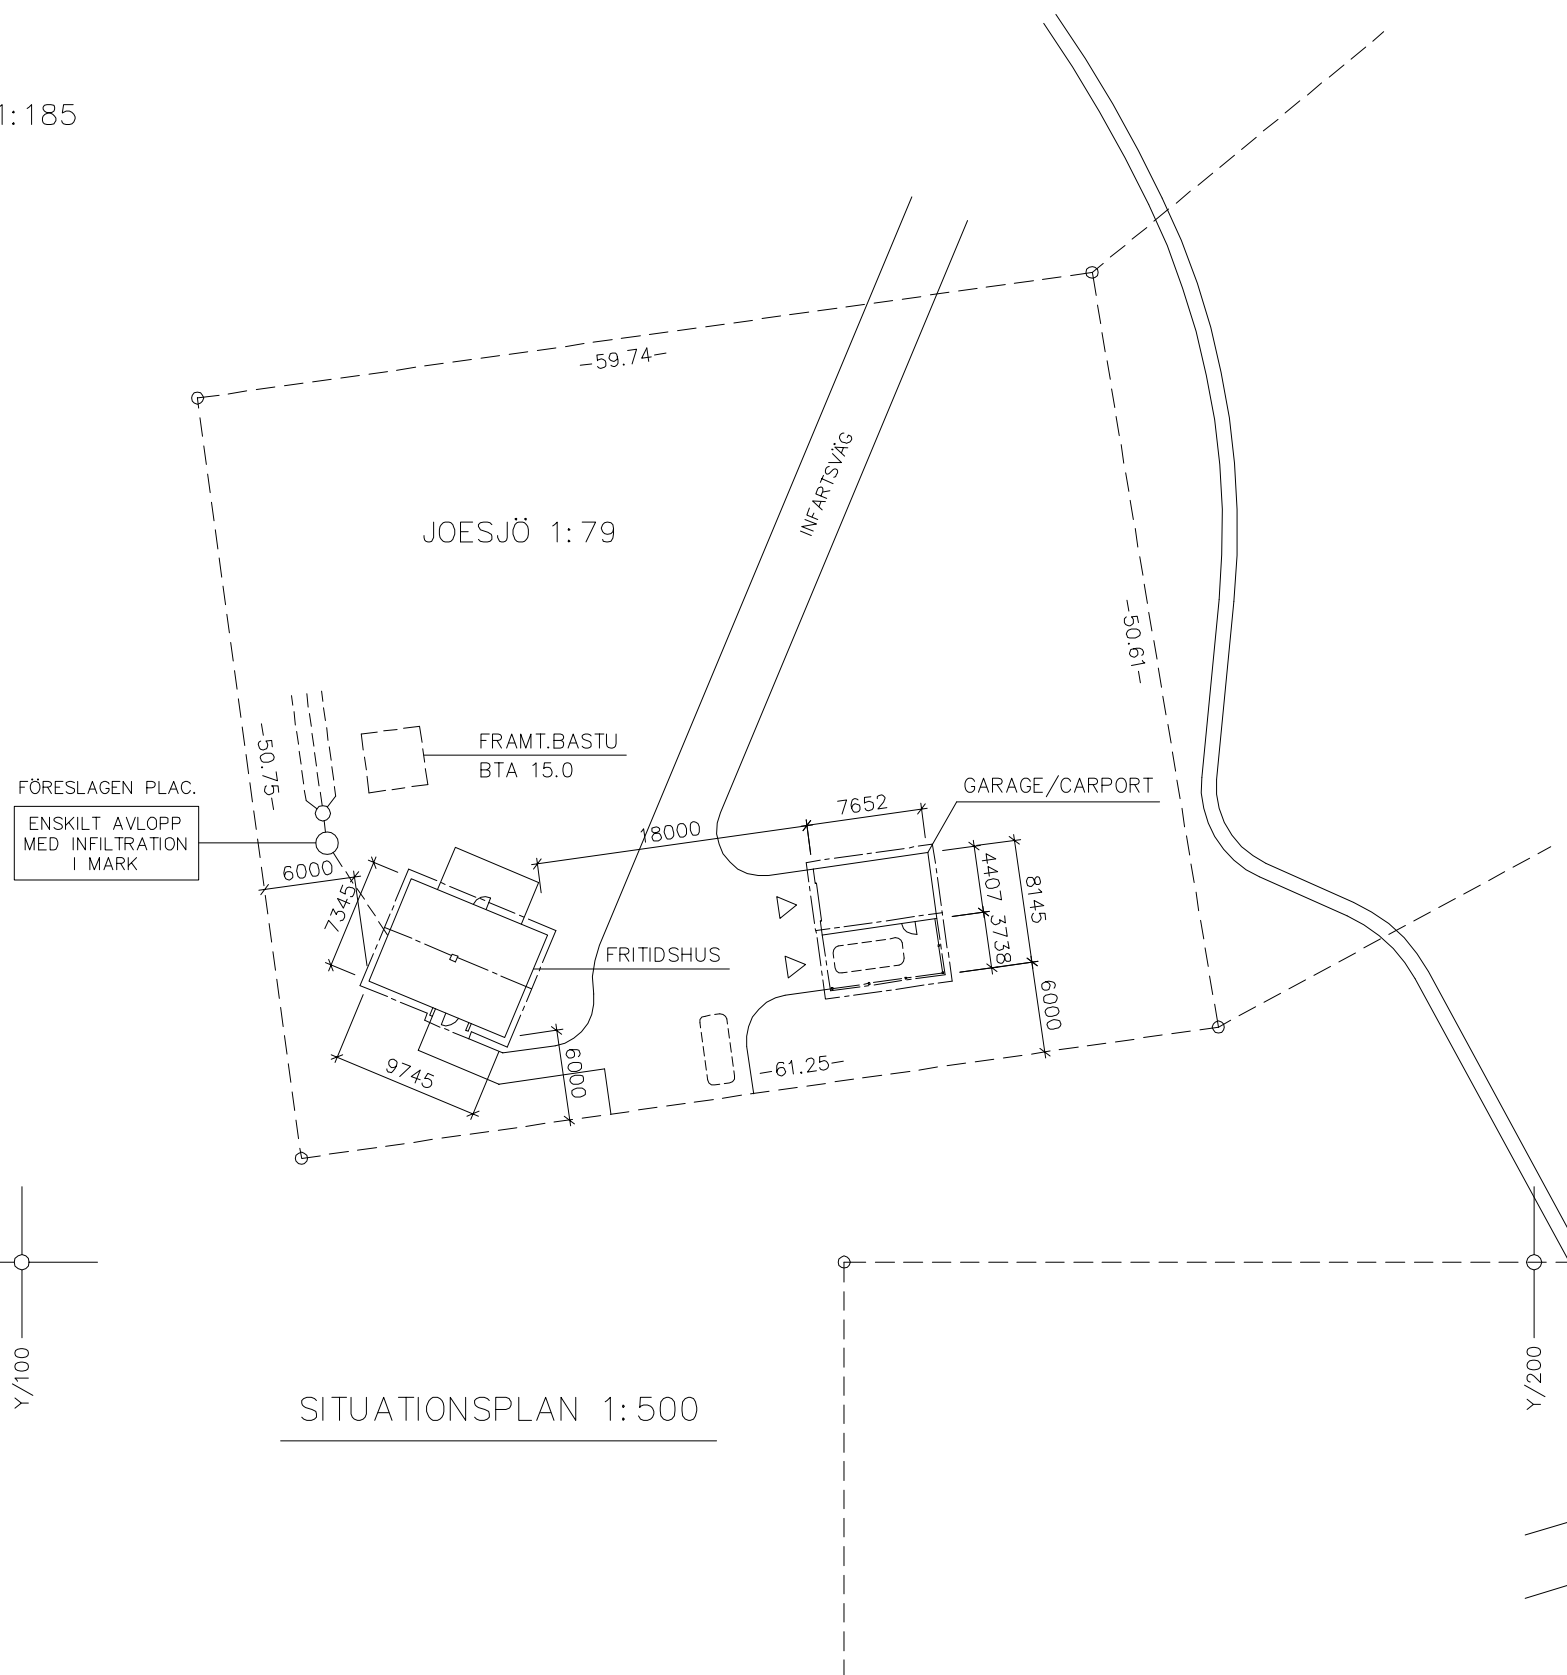 1:185
-59.74-
INFARTSVÄG
JOESJÖ 1:79
-50.61-
-50.75-
FRAMT.BASTU
BTA 15.0
FÖRESLAGEN PLAC.
ENSKILT AVLOPP
MED INFILTRATION
I MARK
GARAGE/CARPORT
7652
18000
6000
7345
4407
3738
8145
6000
FRITIDSHUS
9745
6000
-61.25-
Y/100
Y/200
SITUATIONSPLAN 1:500